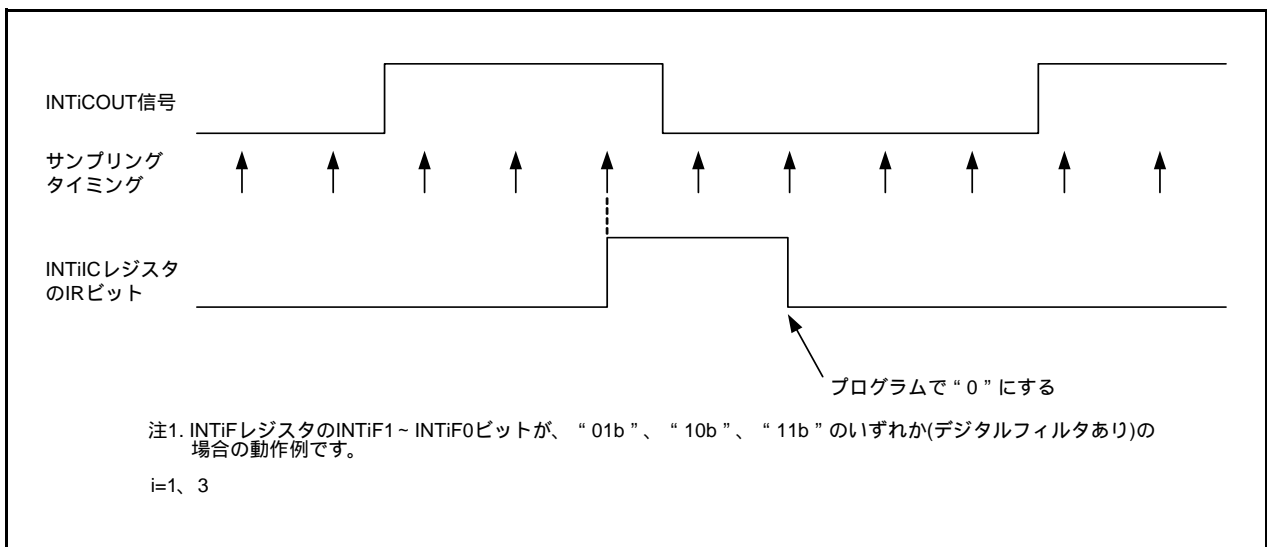 INTiCOUT信号
サンプリング
タイミング
INTiICレジスタ
のIRビット
プログラムで“0”にする
注1. INTiFレジスタのINTiF1~INTiF0ビットが、“01b”、“10b”、“11b”のいずれか(デジタルフィルタあり)の
場合の動作例です。
i=1、3